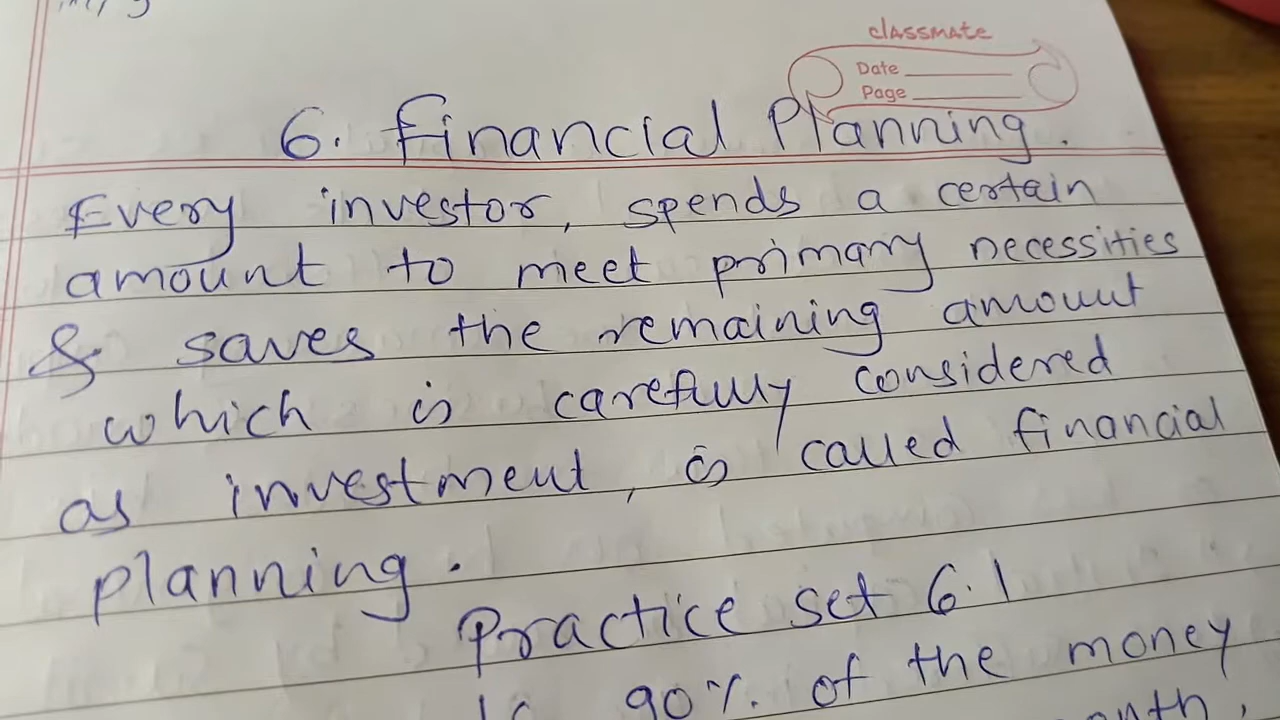 classmate
Date
Page
6. Financial Planning.
Every investor, spends a certain
amount to meet primary necessities
& saves the remaining amount
which is carefully considered
as investment, is called financial
planning.
Practice set 6.1
90%. of the money